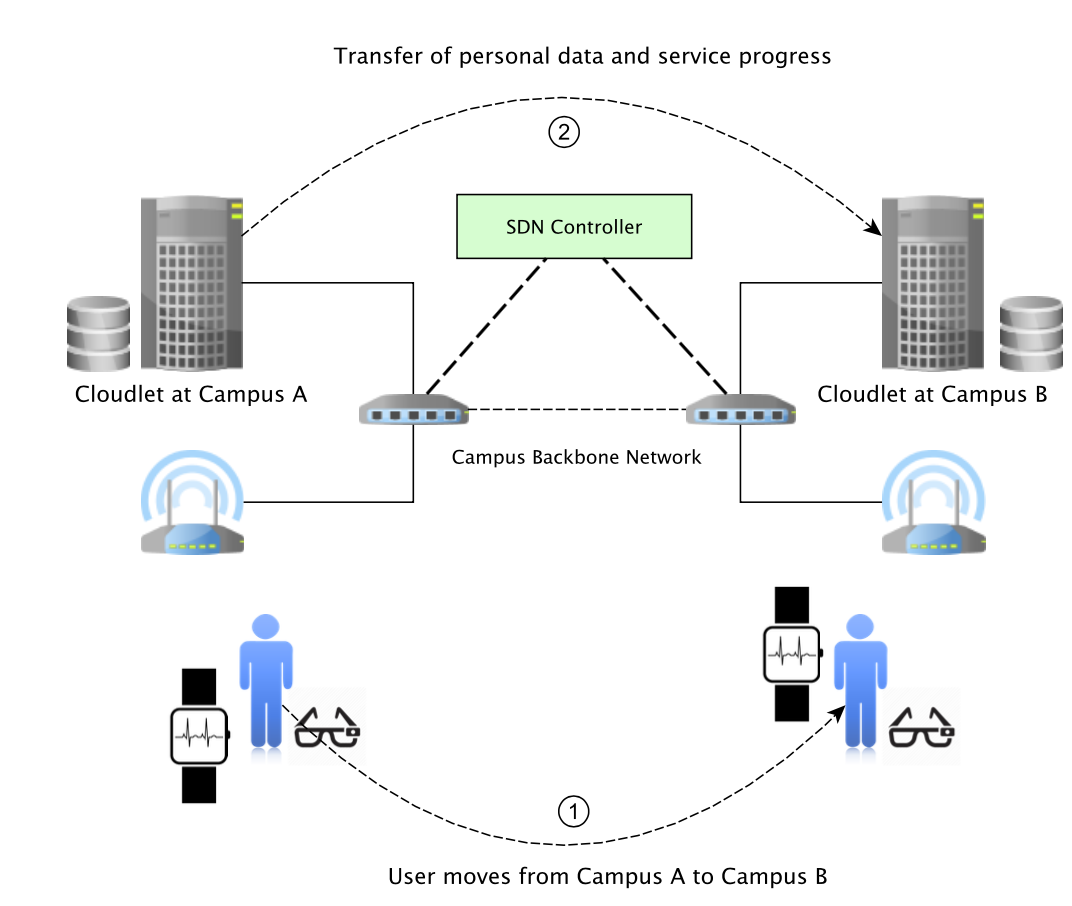 Transfer of personal data and service progress
2
SDN Controller
Cloudlet at Campus A
Cloudlet at Campus B
Campus Backbone Network
1
User moves from Campus A to Campus B